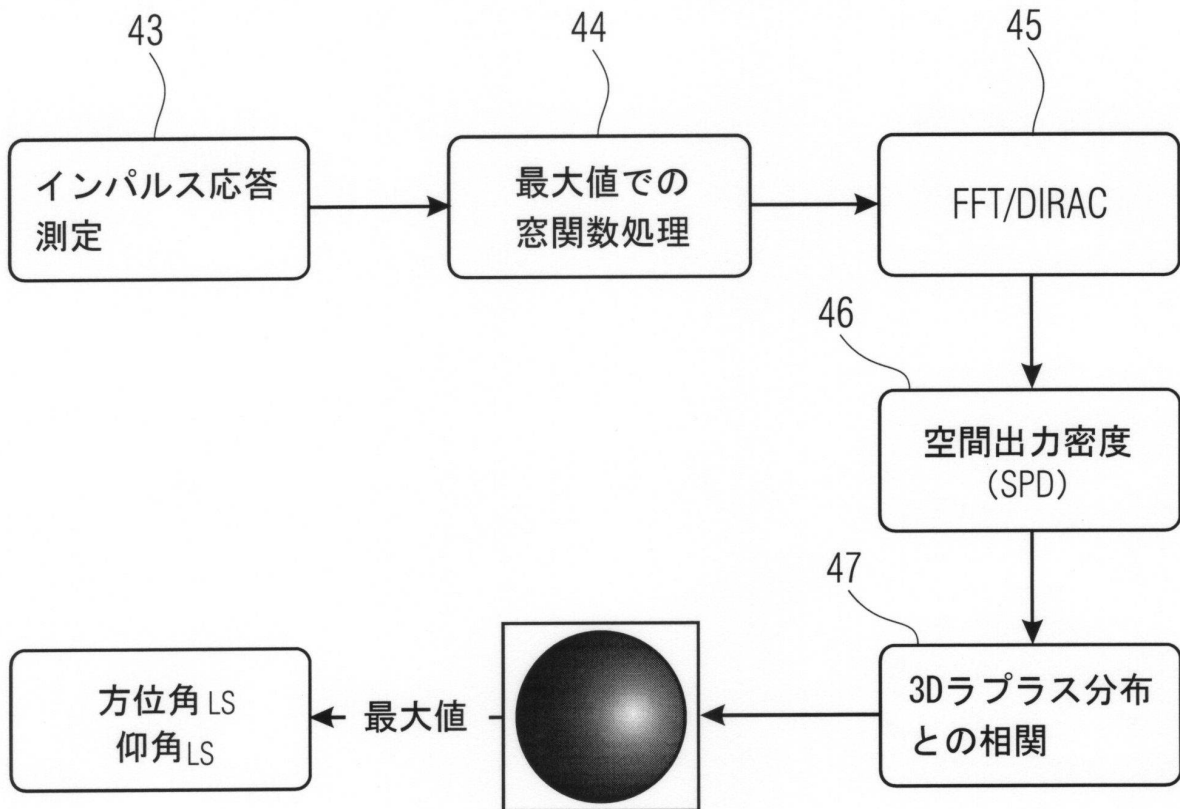 43
44
45
インパルス応答
測定
最大値での
窓関数処理
FFT/DIRAC
46
空間出力密度
(SPD)
47
3Dラプラス分布
との相関
最大値
方位角LS
仰角LS